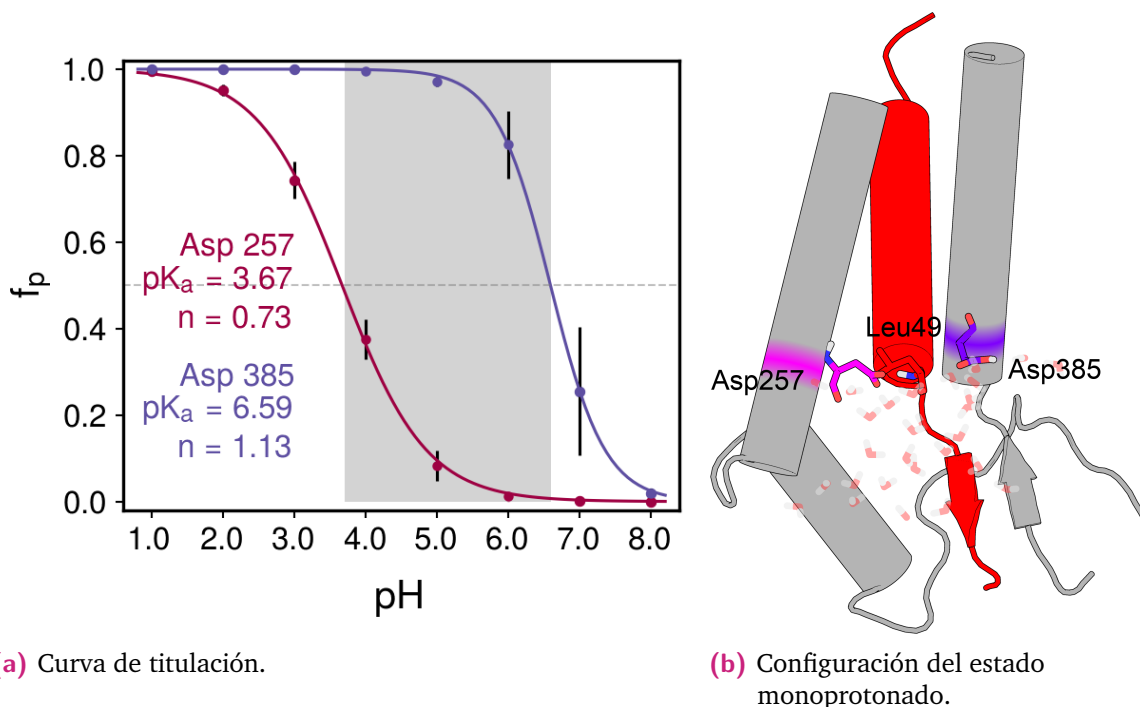 1.0
0.8
0.6
0.4
0.2
0.0
fp
Asp 257
pKa = 3.67
n = 0.73
Asp 385
pKa = 6.59
n = 1.13
1.0 2.0 3.0 4.0 5.0 6.0 7.0 8.0
pH
Leu49
Asp257
Asp385
(a) Curva de titulación.
(b) Configuración del estado
monoprotonado.